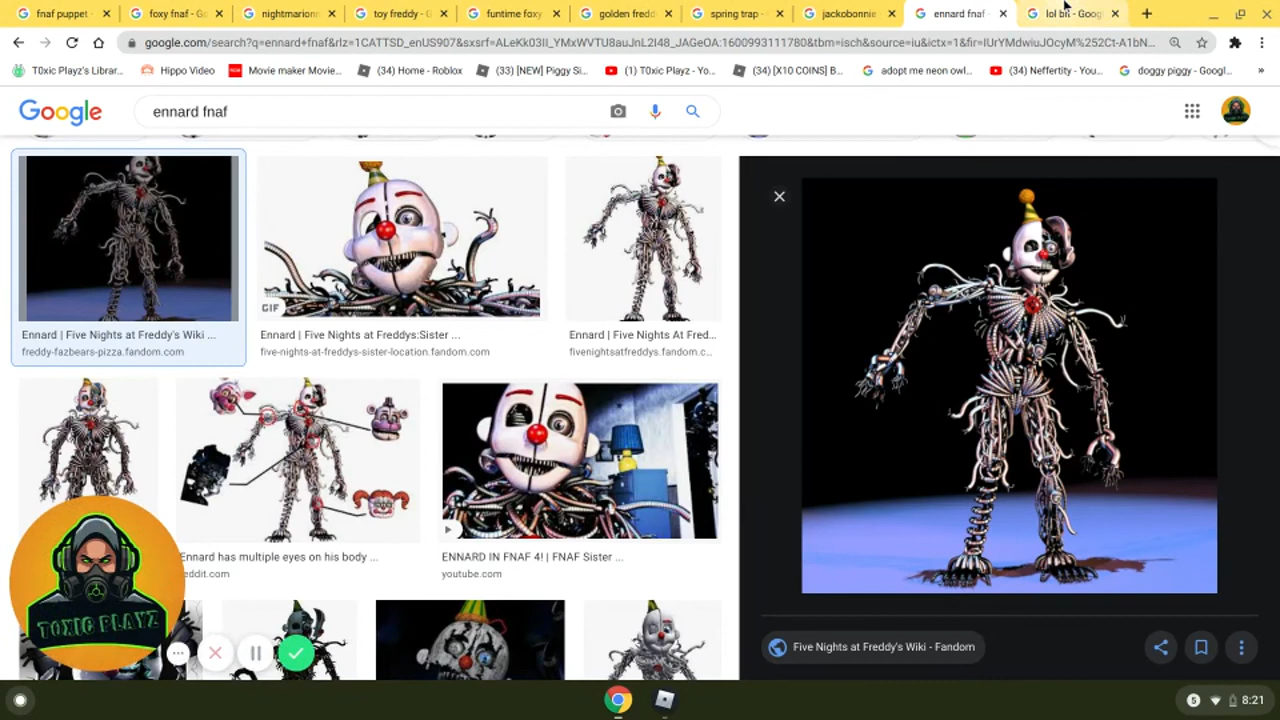 fnaf puppet -
foxy fnaf - Go
nightmarionn
toy freddy - G
funtime foxy
golden fredd
spring trap -
jackobonnie
ennard fnaf -
lol bfi - Goog
google.com/search?q=ennard+fnaf&rlz=1CATTSD_enUS907&sxsrf=ALeKk03II_YMxWVTU8auJnL2I48_JAGeOA:1600993111780&tbm=isch&source=iu&ictx=1&fir=IUrYMdwiuJOcyM%252Ct-A1bN...
T0xic Playz's Librar...
Hippo Video
Movie maker Movie...
(34) Home - Roblox
(33) [NEW] Piggy Si...
(1) T0xic Playz - Yo...
(34) [X10 COINS] B...
adopt me neon owl...
(34) Neffertity - You...
doggy piggy - Googl...
»
Google
ennard fnaf
GIF
Ennard | Five Nights at Freddy's Wiki ...
freddy-fazbears-pizza.fandom.com
Ennard | Five Nights at Freddys:Sister ...
five-nights-at-freddys-sister-location.fandom.com
Ennard | Five Nights At Fred...
fivenightsatfreddys.fandom.c...
Ennard has multiple eyes on his body ...
eddit.com
ENNARD IN FNAF 4! | FNAF Sister ...
youtube.com
TOXIC PLAYZ
Five Nights at Freddy's Wiki - Fandom
5
8:21